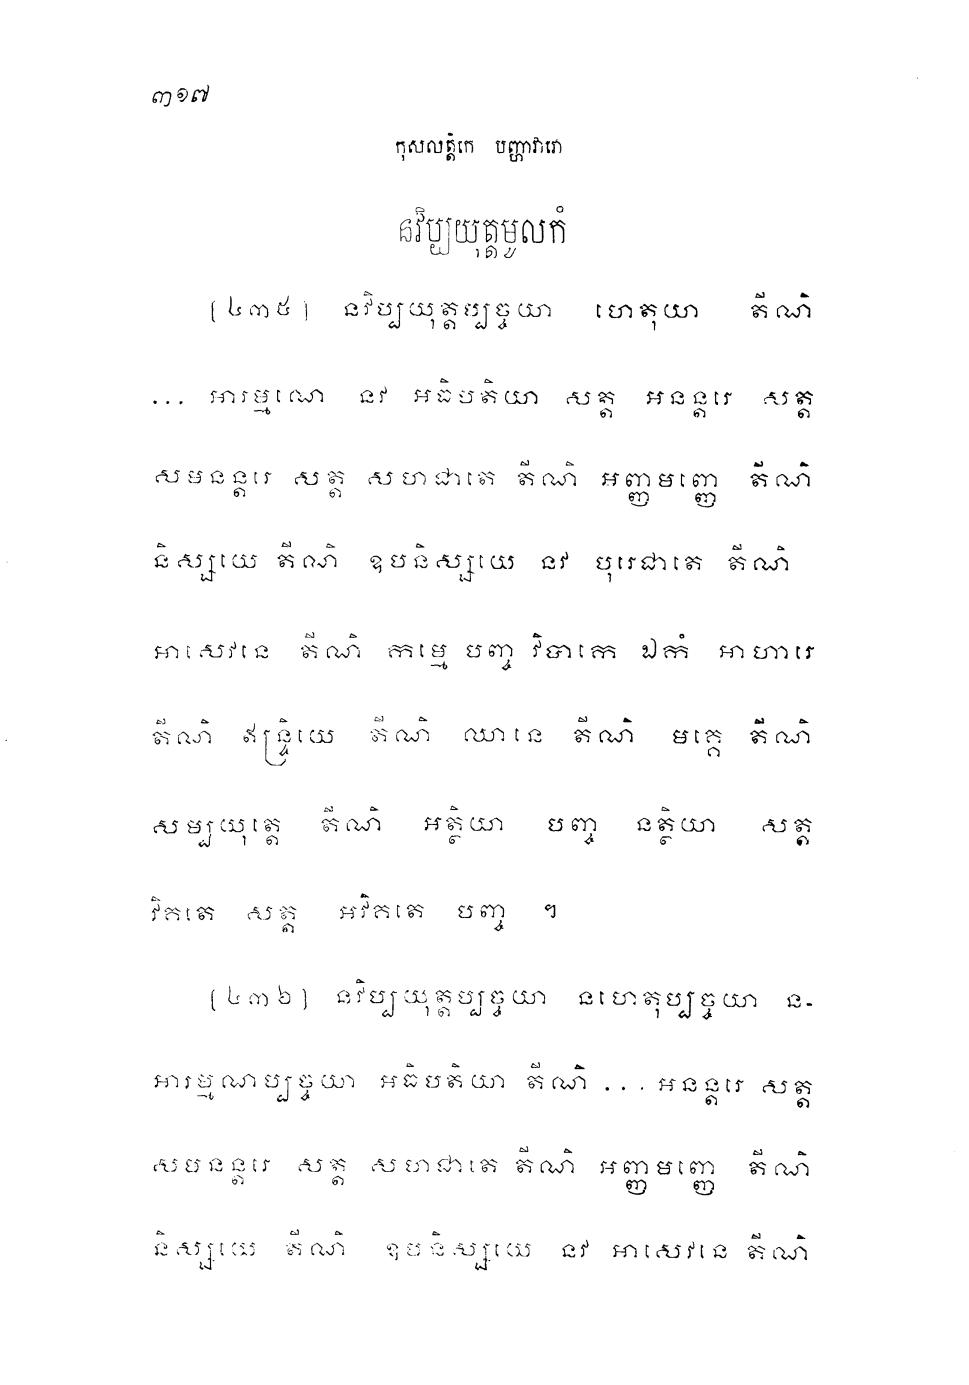 ៣១៧
កុសលត្តិកេ បញ្ហាវារោ
នវិប្បយុត្តមូលកំ
(៤៣៥) នវិប្បយុត្តប្បច្ចយា ហេតុយា តីណិ
... អារម្មណេ នវ អធិបតិយា សត្ត អនន្តរេ សត្ត
សមនន្តរេ សត្ត សហជាតេ តីណិ អញ្ញមញ្ញេ តីណិ
និស្សយេ តីណិ ឧបនិស្សយេ នវ បុរេជាតេ តីណិ
អាសេវនេ តីណិ កម្មេ បញ្ច វិបាកេ ឯកំ អាហារេ
តីណិ ឥន្ទ្រិយេ តីណិ ឈានេ តីណិ មគ្គេ តីណិ
សម្បយុត្តេ តីណិ អត្ថិយា បញ្ច នត្ថិយា សត្ត
វិគតេ សត្ត អវិគតេ បញ្ច ។
(៤៣៦) នវិប្បយុត្តប្បច្ចយា នហេតុប្បច្ចយា ន-
អារម្មណប្បច្ចយា អធិបតិយា តីណិ ... អនន្តរេ សត្ត
សមនន្តរេ សត្ត សហជាតេ តីណិ អញ្ញមញ្ញេ តីណិ
និស្សយេ តីណិ ឧបនិស្សយេ នវ អាសេវនេ តីណិ